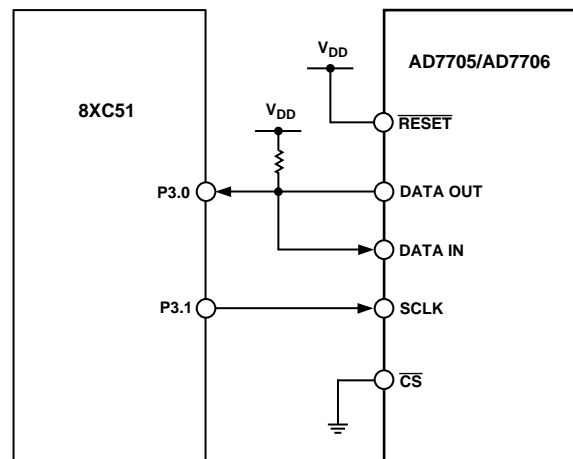 V_DD
AD7705/AD7706
8XC51
V_DD
RESET
P3.0
DATA OUT
DATA IN
P3.1
SCLK
CS